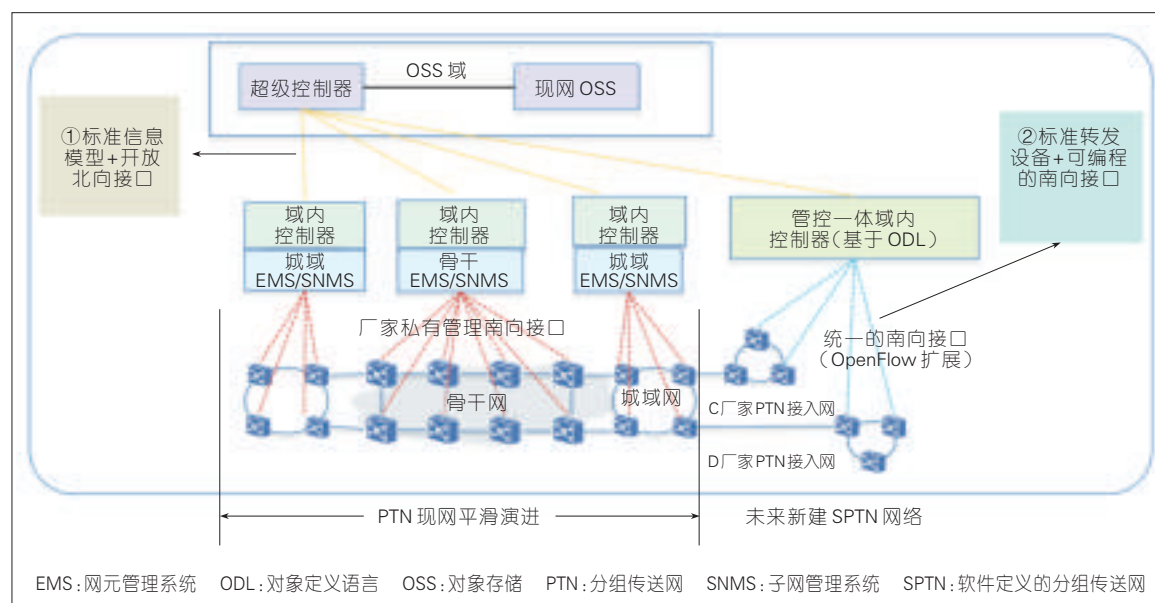 OSS 域
超级控制器
现网 OSS
①标准信息
模型+开放
北向接口
②标准转发
设备+可编程
的南向接口
域内
控制器
城域
EMS/SNMS
域内
控制器
骨干
EMS/SNMS
域内
控制器
城域
EMS/SNMS
管控一体域内
控制器(基于 ODL)
厂家私有管理南向接口
统一的南向接口
(OpenFlow 扩展)
骨干网
城域网
C厂家PTN接入网
D厂家PTN接入网
PTN 现网平滑演进
未来新建 SPTN 网络
EMS:网元管理系统 ODL:对象定义语言 OSS:对象存储 PTN:分组传送网 SNMS:子网管理系统 SPTN:软件定义的分组传送网